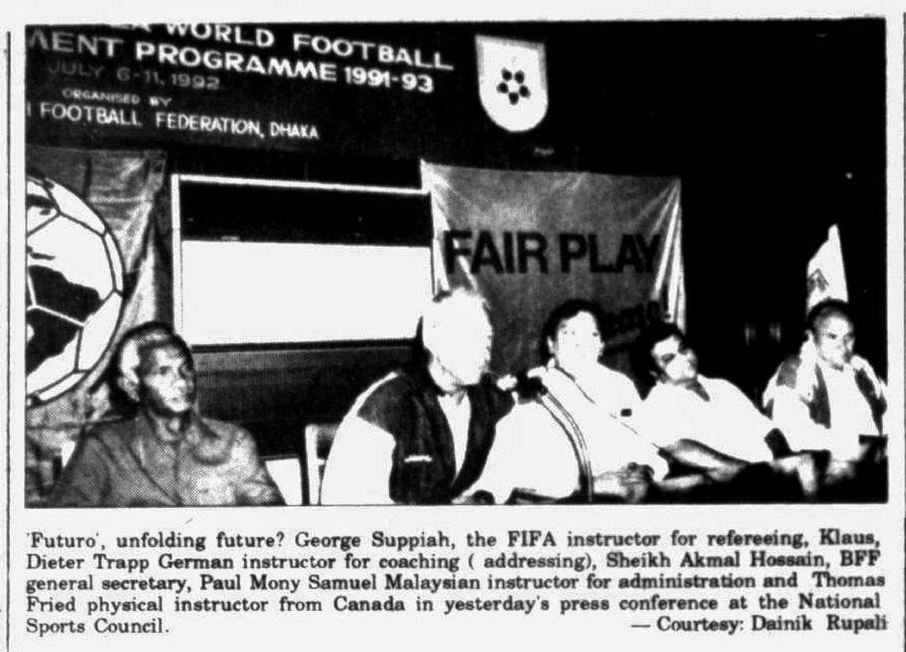 WORLD FOOTBALL
MENT PROGRAMME 1991-93
JULY 6-11, 1992
ORGANISED BY
FOOTBALL FEDERATION, DHAKA
FAIR PLAY
'Futuro', unfolding future? George Suppiah, the FIFA instructor for refereeing, Klaus,
Dieter Trapp German instructor for coaching ( addressing), Sheikh Akmal Hossain, BFF
general secretary, Paul Mony Samuel Malaysian instructor for administration and Thomas
Fried physical instructor from Canada in yesterday's press conference at the National
Sports Council.
— Courtesy: Dainik Rupali